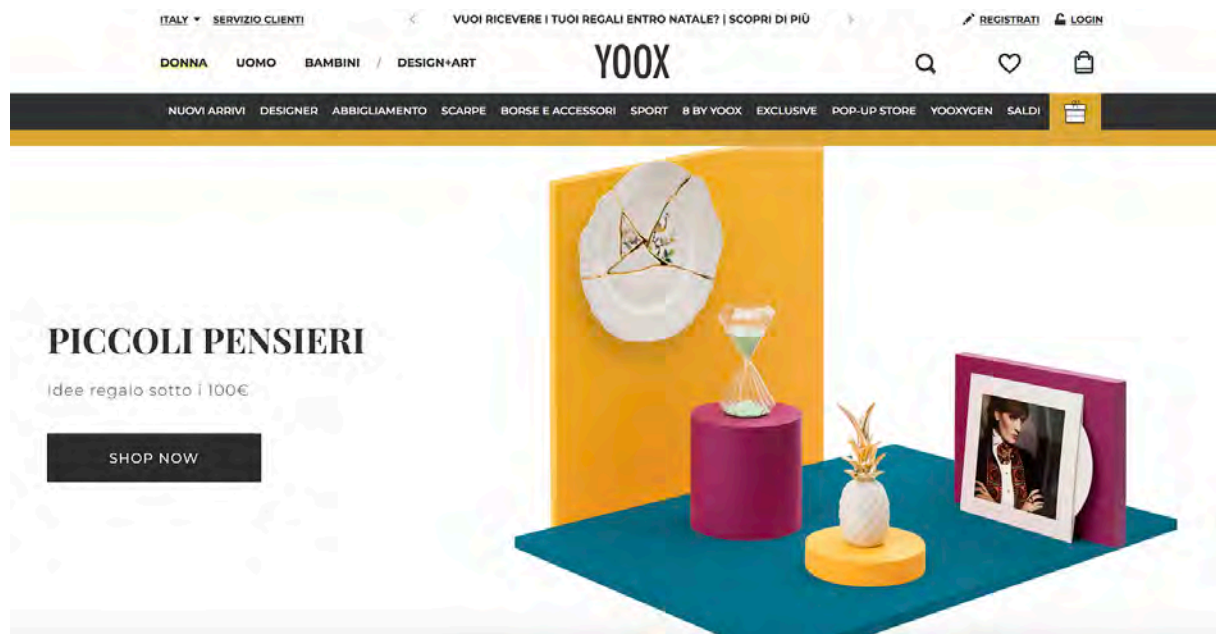 ITALY SERVIZIO CLIENTI
VUOI RICEVERE I TUOI REGALI ENTRO NATALE? | SCOPRI DI PIÙ
REGISTRATI LOGIN
DONNA UOMO BAMBINI / DESIGN+ART
YOOX
NUOVI ARRIVI DESIGNER ABBIGLIAMENTO SCARPE BORSE E ACCESSORI SPORT 8 BY YOOX EXCLUSIVE POP-UP STORE YOOXYGEN SALDI
PICCOLI PENSIERI
Idee regalo sotto i 100€
SHOP NOW